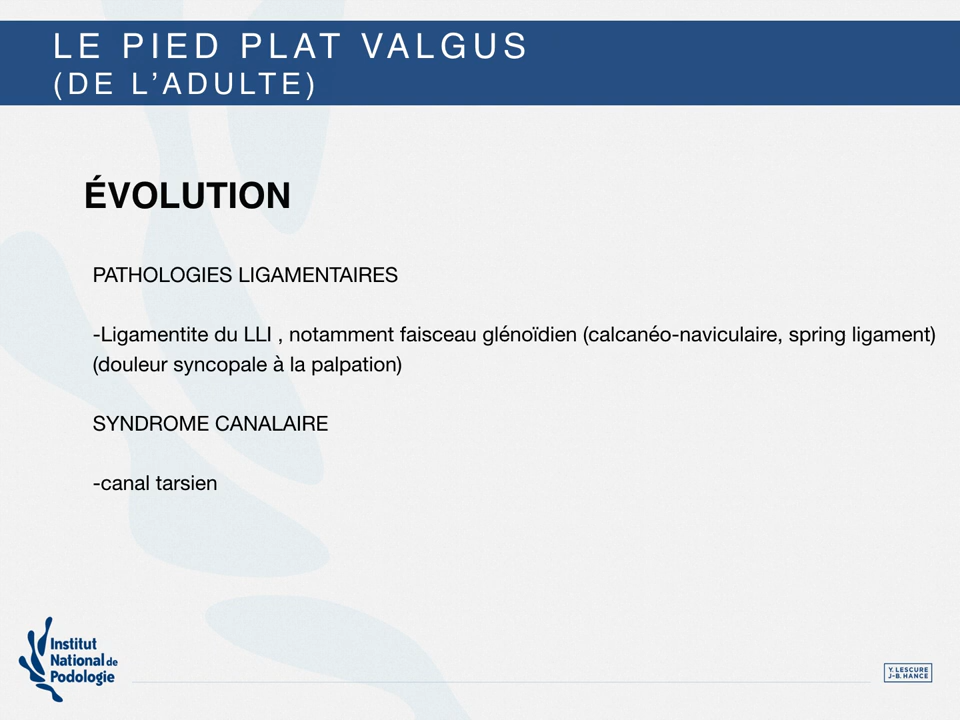 LE PIED PLAT VALGUS
(DE L’ADULTE)
ÉVOLUTION
PATHOLOGIES LIGAMENTAIRES
-Ligamentite du LLI , notamment faisceau glénoïdien (calcanéo-naviculaire, spring ligament)
(douleur syncopale à la palpation)
SYNDROME CANALAIRE
-canal tarsien
Institut
National de
Podologie
Y. LESCURE
J-B. HANCE